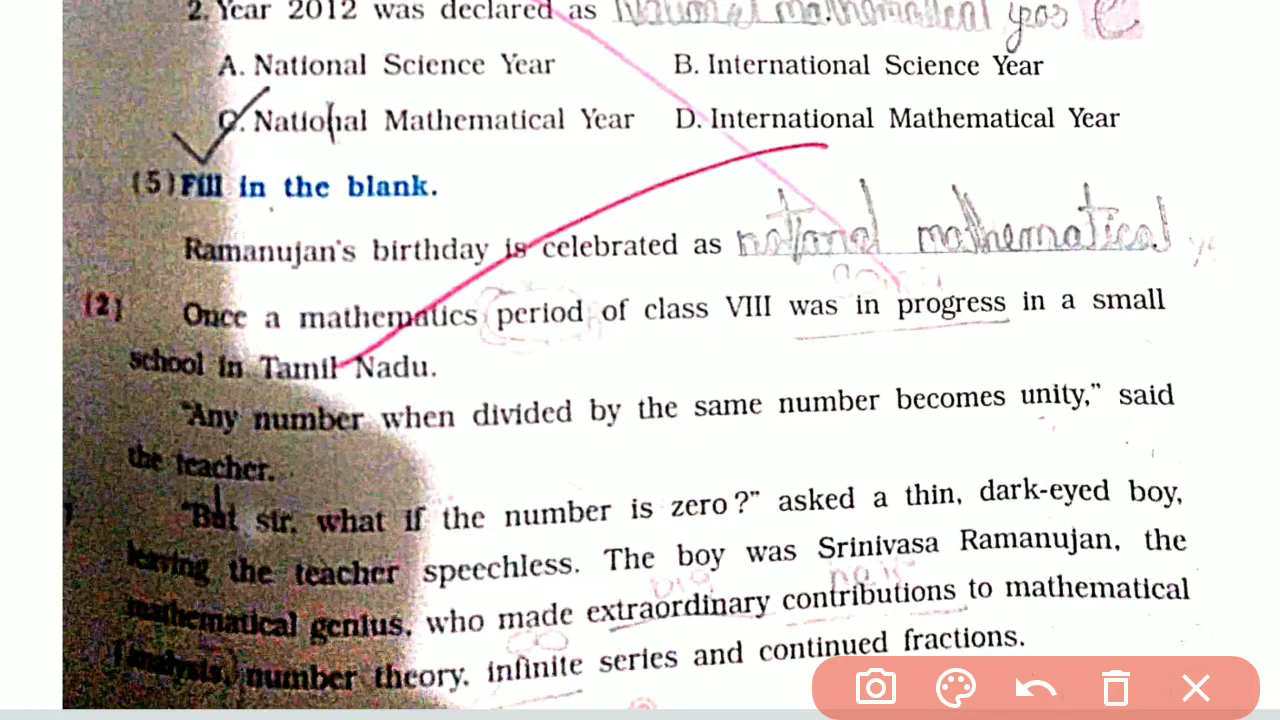 2. Year 2012 was declared as National mathematical year C
A. National Science Year B. International Science Year
C. National Mathematical Year D. International Mathematical Year
(5) Fill in the blank.
Ramanujan's birthday is celebrated as national mathematical
(2) Once a mathematics period of class VIII was in progress in a small
school in Tamil Nadu.
"Any number when divided by the same number becomes unity," said
the teacher.
"But sir, what if the number is zero?" asked a thin, dark-eyed boy,
leaving the teacher speechless. The boy was Srinivasa Ramanujan, the
mathematical genius, who made extraordinary contributions to mathematical
analysis, number theory, infinite series and continued fractions.